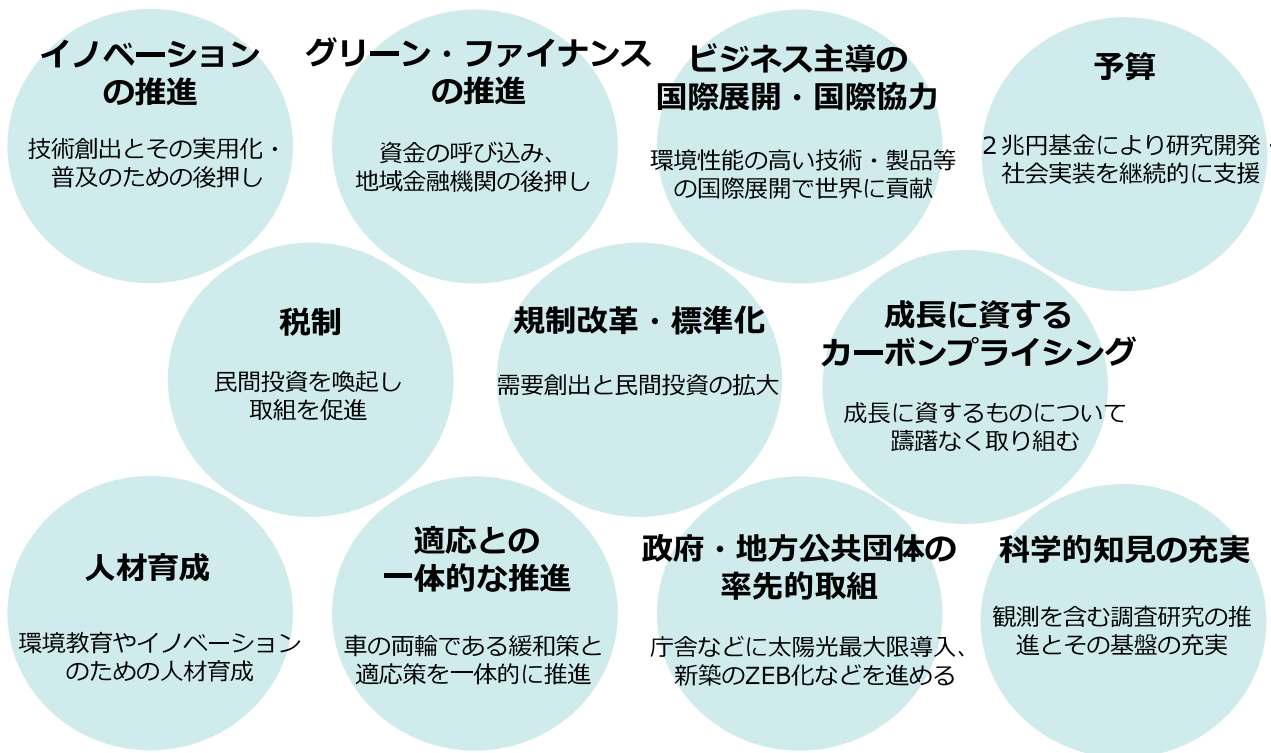 イノベーション
の推進
技術創出とその実用化・
普及のための後押し
グリーン・ファイナンス
の推進
資金の呼び込み、
地域金融機関の後押し
ビジネス主導の
国際展開・国際協力
環境性能の高い技術・製品等
の国際展開で世界に貢献
予算
２兆円基金により研究開発・
社会実装を継続的に支援
税制
民間投資を喚起し
取組を促進
規制改革・標準化
需要創出と民間投資の拡大
成長に資する
カーボンプライシング
成長に資するものについて
躊躇なく取り組む
人材育成
環境教育やイノベーション
のための人材育成
適応との
一体的な推進
車の両輪である緩和策と
適応策を一体的に推進
政府・地方公共団体の
率先的取組
庁舎などに太陽光最大限導入、
新築のZEB化などを進める
科学的知見の充実
観測を含む調査研究の推
進とその基盤の充実